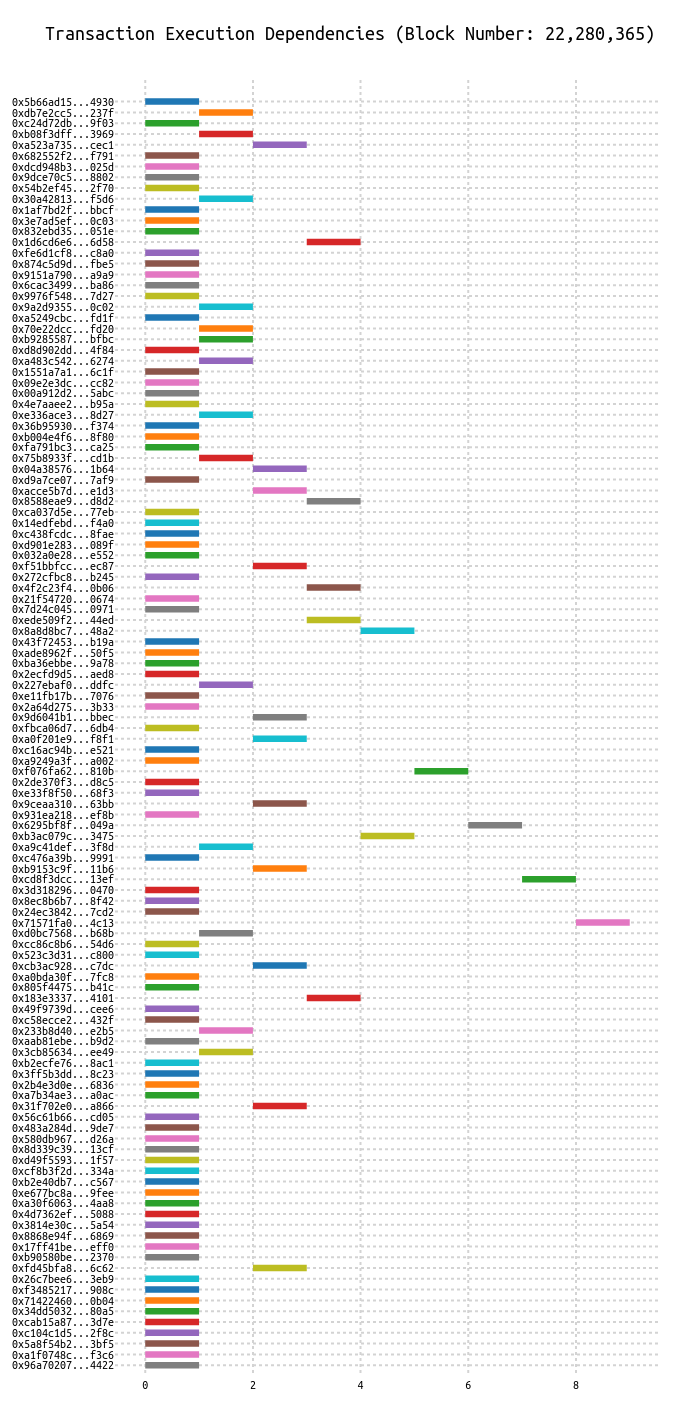 Transaction Execution Dependencies (Block Number: 22,280,365)
0x5b66ad15...4930
0xdb7e2cc5...237f
0xc24d72db...9f03
0xb08f3dff...3969
0xa523a735...cec1
0x682552f2...f791
0xdcd948b3...025d
0x9dce70c5...8802
0x54b2ef45...2f70
0x30a42813...f5d6
0x1af7bd2f...bbcf
0x3e7ad5ef...0c03
0x832ebd35...051e
0x1d6cd6e6...6d58
0xfe6d1cf8...c8a0
0x874c5d9d...fbe5
0x9151a790...a9a9
0x6cac3499...ba86
0x9976f548...7d27
0x9a2d9355...0c02
0xa5249cbc...fd1f
0x70e22dcc...fd20
0xb9285587...bfbc
0xd8d902dd...4f84
0xa483c542...6274
0x1551a7a1...6c1f
0x09e2e3dc...cc82
0x00a912d2...5abc
0x4e7aaee2...b95a
0xe336ace3...8d27
0x36b95930...f374
0xb004e4f6...8f80
0xfa791bc3...ca25
0x75b8933f...cd1b
0x04a38576...1b64
0xd9a7ce07...7af9
0xacce5b7d...e1d3
0x8588eae9...d8d2
0xca037d5e...77eb
0x14edfebd...f4a0
0xc438fcdc...8fae
0xd901e283...089f
0x032a0e28...e552
0xf51bbfcc...ec87
0x272cfbc8...b245
0x4f2c23f4...0b06
0x21f54720...0674
0x7d24c045...0971
0xede509f2...44ed
0x8a8d8bc7...48a2
0x43f72453...b19a
0xade8962f...50f5
0xba36ebbe...9a78
0x2ecfd9d5...aed8
0x227ebaf0...ddfc
0xe11fb17b...7076
0x2a64d275...3b33
0x9d6041b1...bbec
0xfbca06d7...6db4
0xa0f201e9...f8f1
0xc16ac94b...e521
0xa9249a3f...a002
0xf076fa62...810b
0x2de370f3...d8c5
0xe33f8f50...68f3
0x9ceaa310...63bb
0x931ea218...ef8b
0x6295bf8f...049a
0xb3ac079c...3475
0xa9c41def...3f8d
0xc476a39b...9991
0xb9153c9f...11b6
0xcd8f3dcc...13ef
0x3d318296...0470
0x8ec8b6b7...8f42
0x24ec3842...7cd2
0x71571fa0...4c13
0xd0bc7568...b68b
0xcc86c8b6...54d6
0x523c3d31...c800
0xcb3ac928...c7dc
0xa0bda30f...7fc8
0x805f4475...b41c
0x183e3337...4101
0x49f9739d...cee6
0xc58ecce2...432f
0x233b8d40...e2b5
0xaab81ebe...b9d2
0x3cb85634...ee49
0xb2ecfe76...8ac1
0x3ff5b3dd...8c23
0x2b4e3d0e...6836
0xa7b34ae3...a0ac
0x31f702e0...a866
0x56c61b66...cd05
0x483a284d...9de7
0x580db967...d26a
0x8d339c39...13cf
0xd49f5593...1f57
0xcf8b3f2d...334a
0xb2e40db7...c567
0xe677bc8a...9fee
0xa30f6063...4aa8
0x4d7362ef...5088
0x3814e30c...5a54
0x8868e94f...6869
0x17ff41be...eff0
0xb90580be...2370
0xfd45bfa8...6c62
0x26c7bee6...3eb9
0xf3485217...908c
0x71422460...0b04
0x34dd5032...80a5
0xcab15a87...3d7e
0xc104c1d5...2f8c
0x5a8f54b2...3bf5
0xa1f0748c...f3c6
0x96a70207...4422
0 2 4 6 8